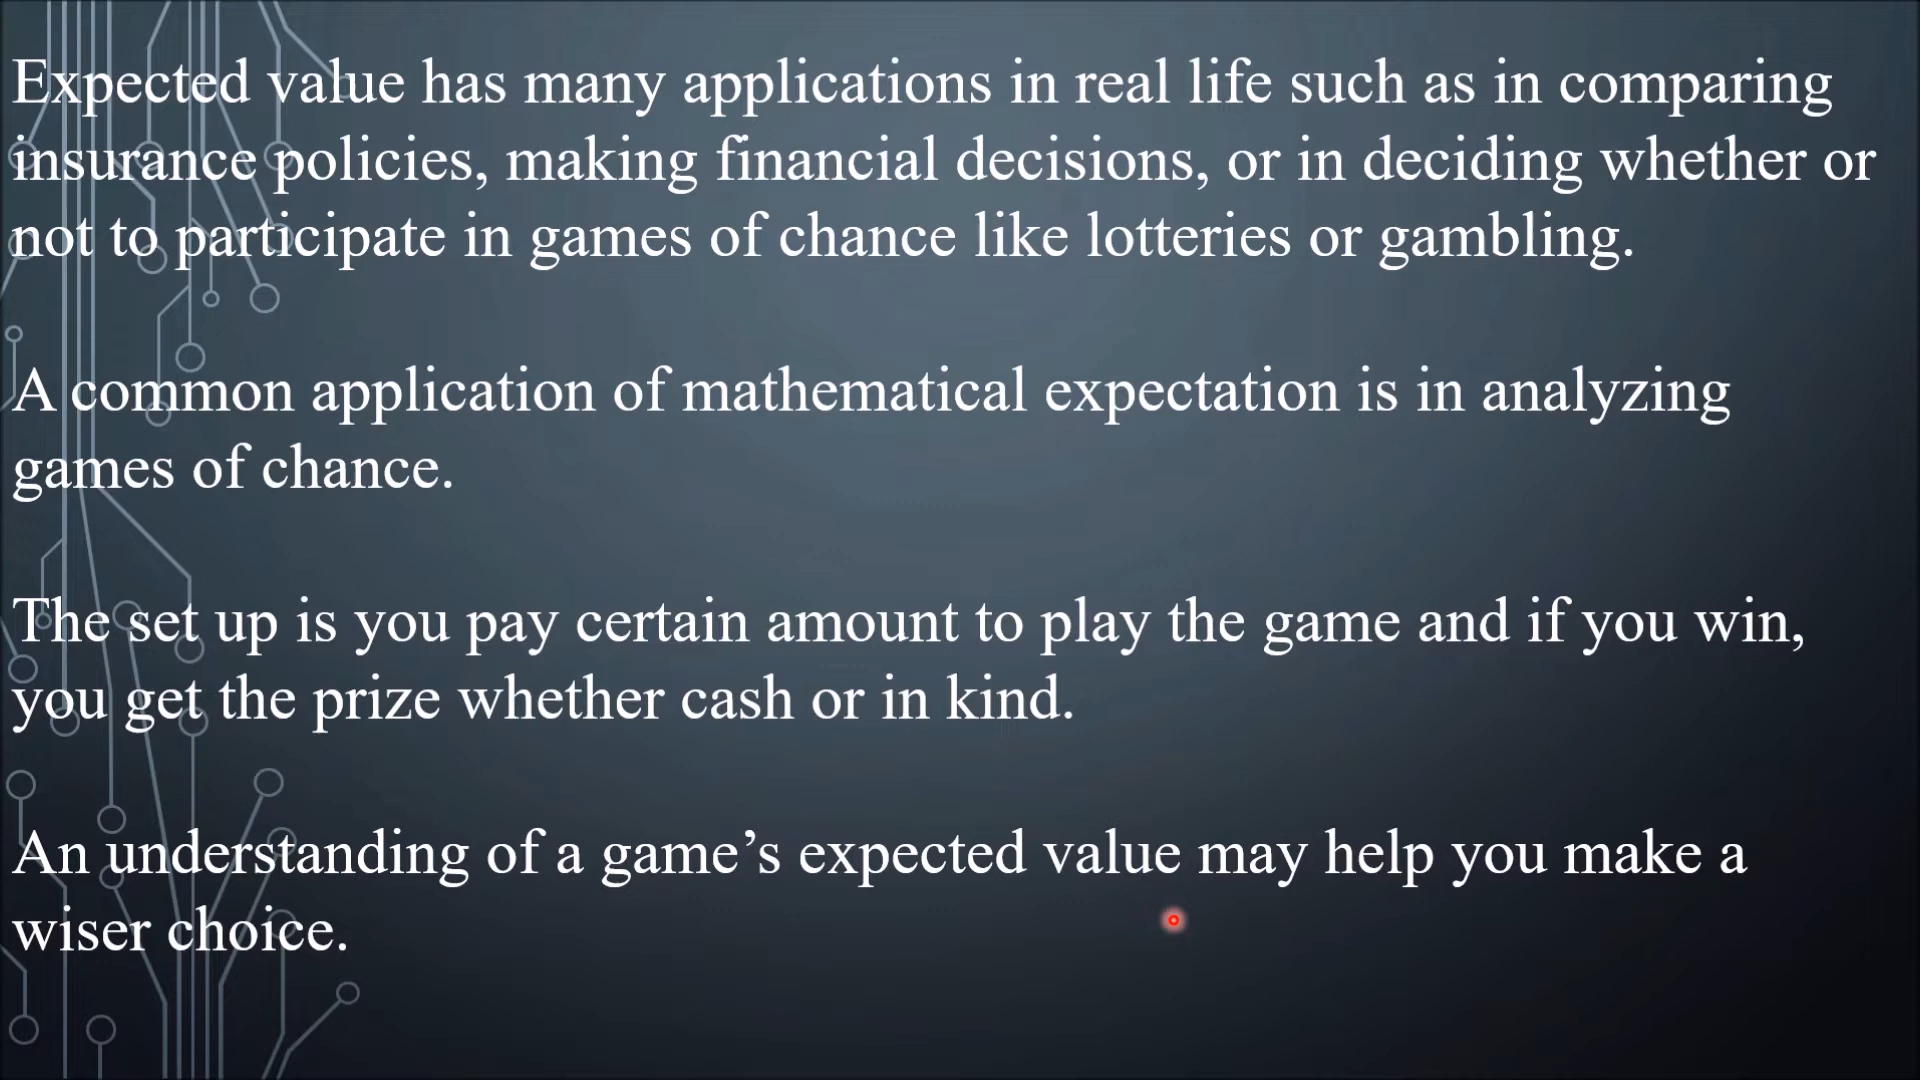 Expected value has many applications in real life such as in comparing
insurance policies, making financial decisions, or in deciding whether or
not to participate in games of chance like lotteries or gambling.
A common application of mathematical expectation is in analyzing
games of chance.
The set up is you pay certain amount to play the game and if you win,
you get the prize whether cash or in kind.
An understanding of a game’s expected value may help you make a
wiser choice.